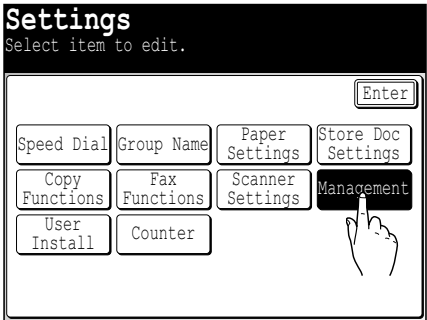 Settings
Select item to edit.
Enter
Speed Dial
Group Name
Paper
Settings
Store Doc
Settings
Copy
Functions
Fax
Functions
Scanner
Settings
Management
User
Install
Counter